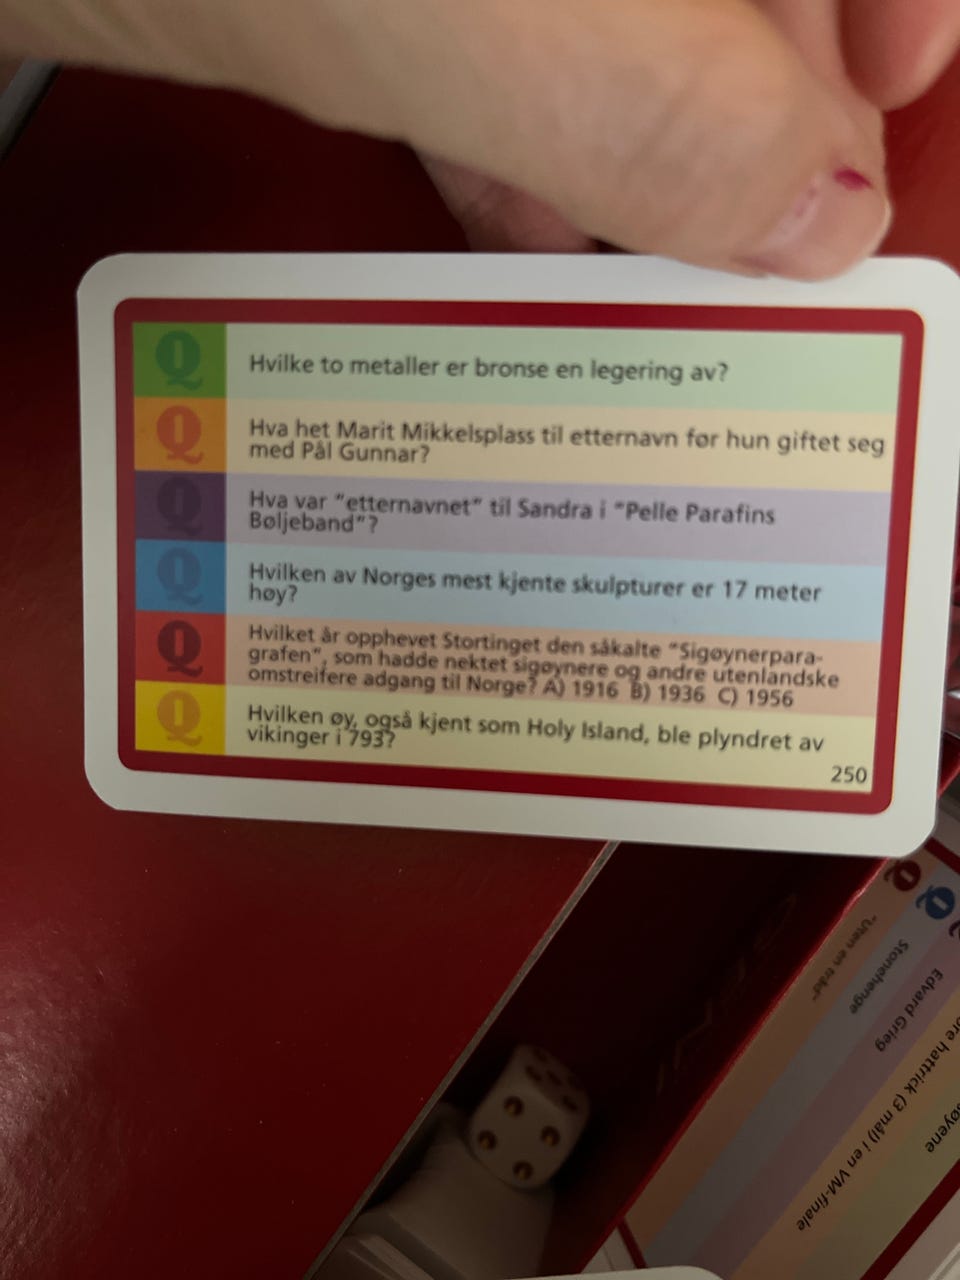 Q
Hvilke to metaller er bronse en legering av?
Q
Hva het Marit Mikkelsplass til etternavn før hun giftet seg
med Pål Gunnar?
Q
Hva var "etternavnet" til Sandra i "Pelle Parafins
Bøljeband"?
Q
Hvilken av Norges mest kjente skulpturer er 17 meter
høy?
Q
Hvilket år opphevet Stortinget den såkalte "Sigøynerpara-
grafen", som hadde nektet sigøynere og andre utenlandske
omstreifere adgang til Norge? A) 1916 B) 1936 C) 1956
Q
Hvilken øy, også kjent som Holy Island, ble plyndret av
vikinger i 793?
250
Q
Q
"Uten en tråd"
Stonehenge
Edvard Grieg
hattrick (3 mål) i en VM-finale